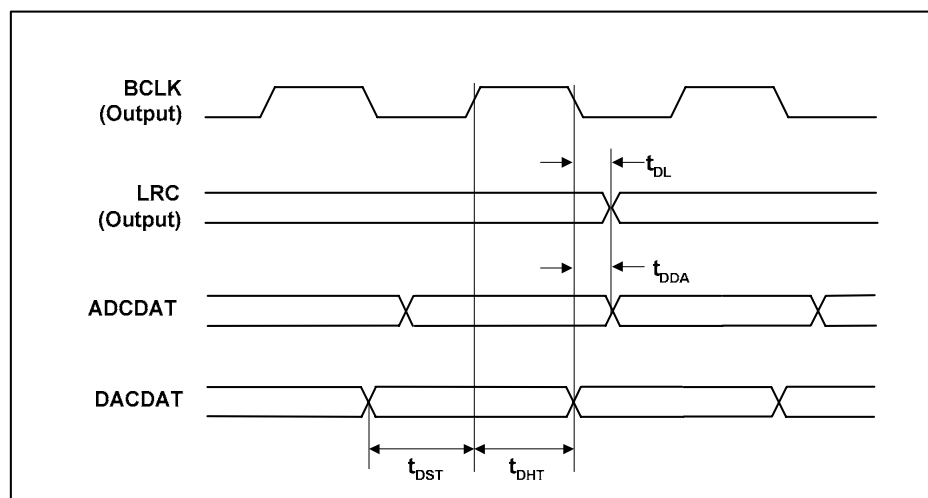 BCLK
(Output)
t_DL
LRC
(Output)
t_DDA
ADCDAT
DACDAT
t_DST
t_DHT